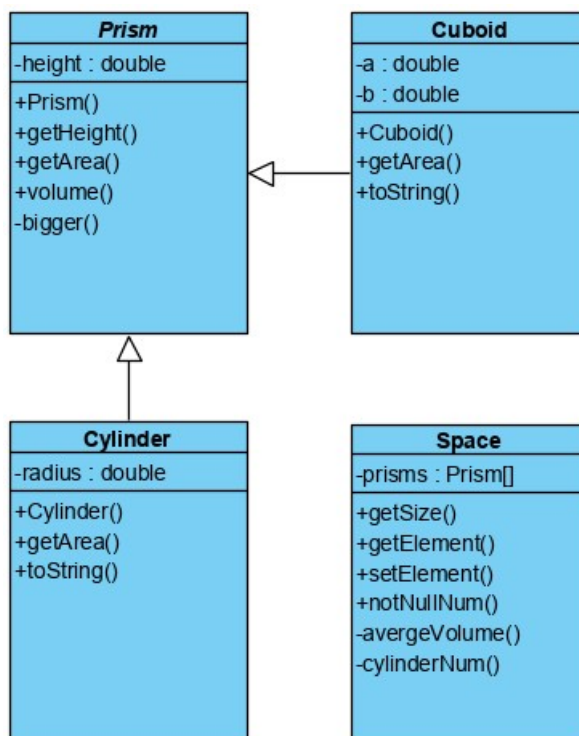 Prism
-height : double
+Prism()
+getHeight()
+getArea()
+volume()
-bigger()
Cuboid
-a : double
-b : double
+Cuboid()
+getArea()
+toString()
Cylinder
-radius : double
+Cylinder()
+getArea()
+toString()
Space
-prisms : Prism[]
+getSize()
+getElement()
+setElement()
+notNullNum()
-avergeVolume()
-cylinderNum()